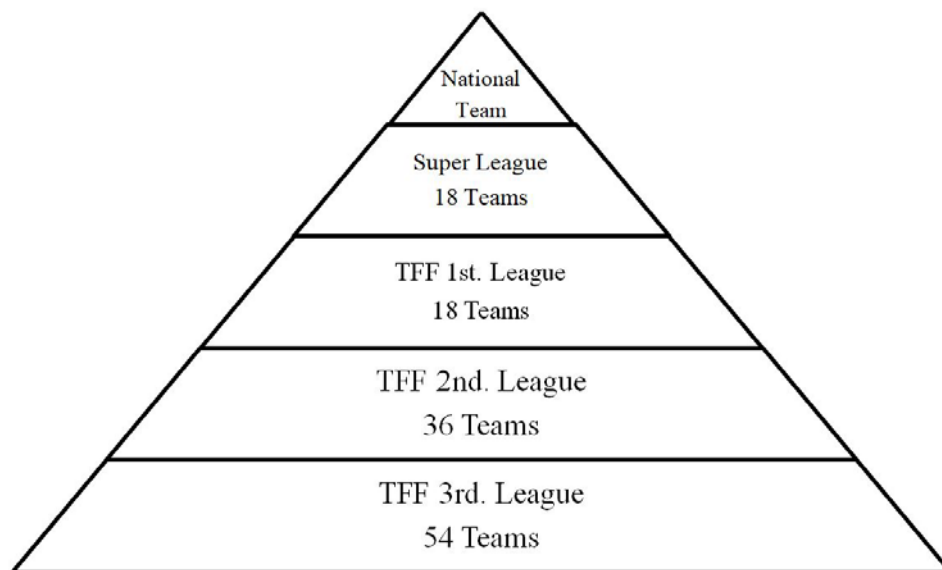 National
Team
Super League
18 Teams
TFF 1st. League
18 Teams
TFF 2nd. League
36 Teams
TFF 3rd. League
54 Teams